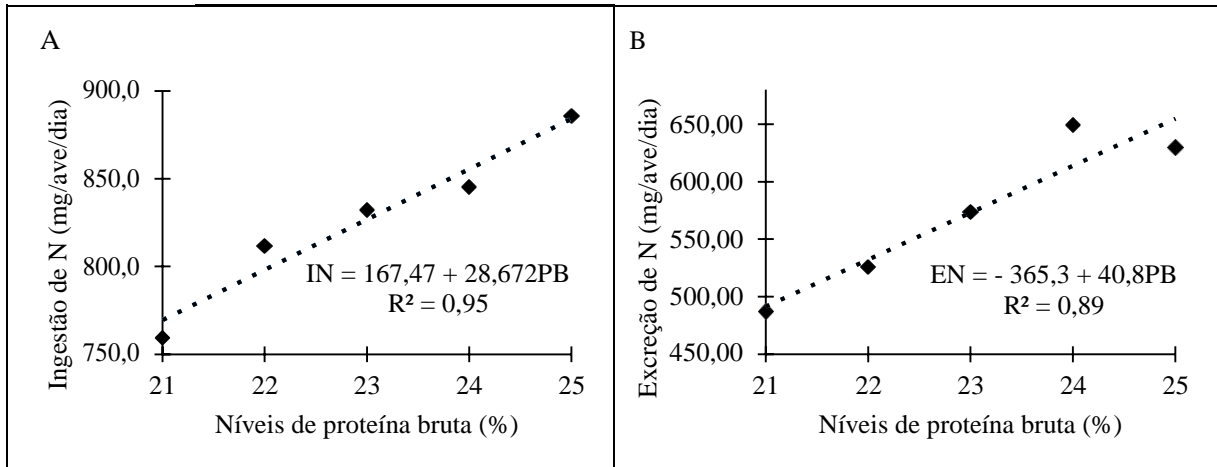 A
Ingestão de N (mg/ave/dia)
900,0
850,0
800,0
750,0
IN = 167,47 + 28,672PB
R² = 0,95
21 22 23 24 25
Níveis de proteína bruta (%)
B
Excreção de N (mg/ave/dia)
650,00
600,00
550,00
500,00
450,00
EN = - 365,3 + 40,8PB
R² = 0,89
21 22 23 24 25
Níveis de proteína bruta (%)